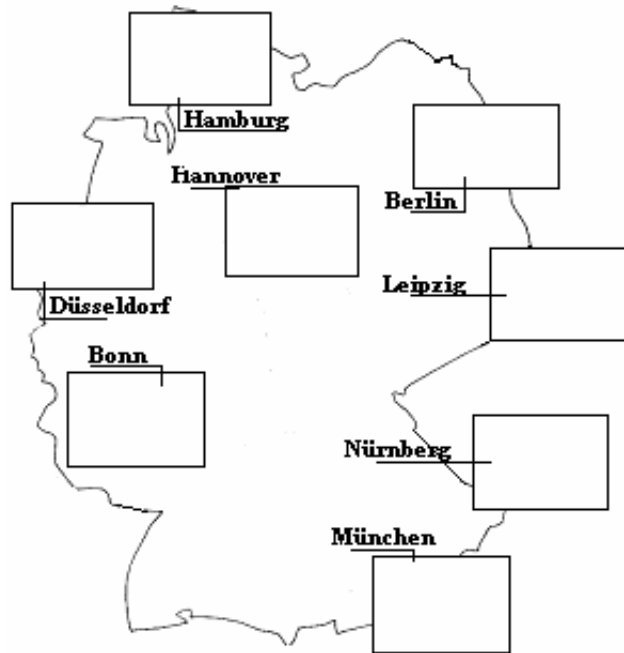 Hamburg
Hannover
Berlin
Leipzig
Düsseldorf
Bonn
Nürnberg
München